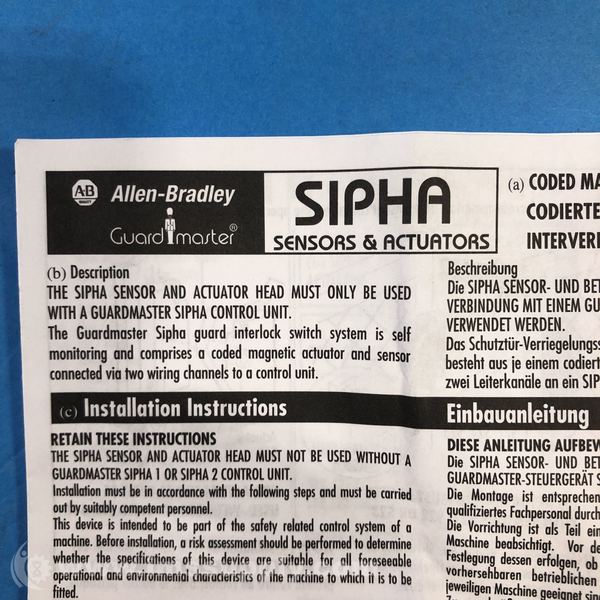 AB
Allen-Bradley
Guardmaster®
SIPHA
SENSORS & ACTUATORS
(a) CODED MA
CODIERTE
INTERVER
(b) Description
THE SIPHA SENSOR AND ACTUATOR HEAD MUST ONLY BE USED
WITH A GUARDMASTER SIPHA CONTROL UNIT.
The Guardmaster Sipha guard interlock switch system is self
monitoring and comprises a coded magnetic actuator and sensor
connected via two wiring channels to a control unit.
Beschreibung
Die SIPHA SENSOR- UND BET
VERBINDUNG MIT EINEM GU
VERWENDET WERDEN.
Das Schutztür-Verriegelungss
besteht aus je einem codiert
zwei Leiterkanäle an ein SIP
(c) Installation Instructions
RETAIN THESE INSTRUCTIONS
THE SIPHA SENSOR AND ACTUATOR HEAD MUST NOT BE USED WITHOUT A
GUARDMASTER SIPHA 1 OR SIPHA 2 CONTROL UNIT.
Installation must be in accordance with the following steps and must be carried
out by suitably competent personnel.
This device is intended to be part of the safety related control system of a
machine. Before installation, a risk assessment should be performed to determine
whether the specifications of this device are suitable for all foreseeable
operational and environmental characteristics of the machine to which it is to be
fitted.
Einbauanleitung
DIESE ANLEITUNG AUFBEW
Die SIPHA SENSOR- UND BET
GUARDMASTER-STEUERGERÄT S
Die Montage ist entsprechen
qualifiziertes Fachpersonal durch
Die Vorrichtung ist als Teil ein
Maschine beabsichtigt. Vor de
Festlegung dessen erfolgen, ob
vorhersehbaren betrieblichen
jeweiligen Maschine geeignet sind